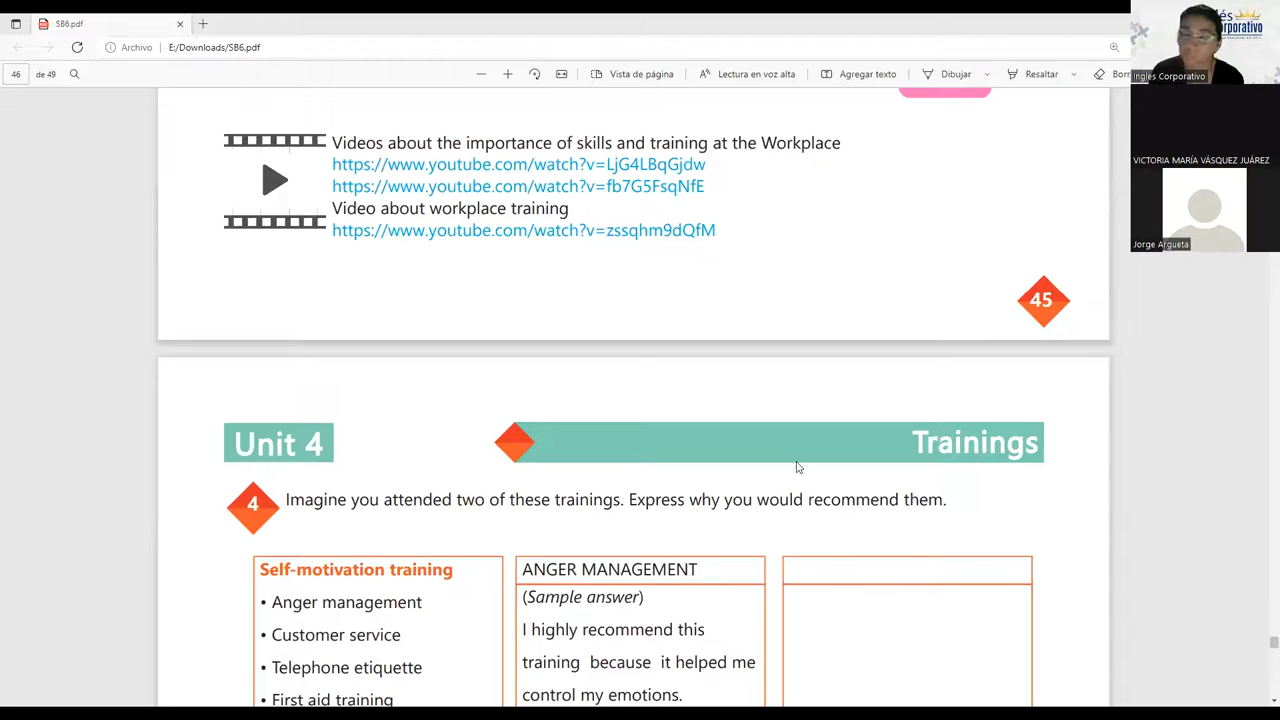 SB6.pdf
Archivo
E:/Downloads/SB6.pdf
46
de 49
Vista de página
Lectura en voz alta
Agregar texto
Dibujar
Resaltar
Videos about the importance of skills and training at the Workplace
https://www.youtube.com/watch?v=LjG4LBqGjdw
https://www.youtube.com/watch?v=fb7G5FsqNfE
Video about workplace training
https://www.youtube.com/watch?v=zssqhm9dQfM
45
Unit 4
Trainings
4
Imagine you attended two of these trainings. Express why you would recommend them.
Self-motivation training
• Anger management
• Customer service
• Telephone etiquette
• First aid training
ANGER MANAGEMENT
(Sample answer)
I highly recommend this
training because it helped me
control my emotions.
Inglés Corporativo
VICTORIA MARÍA VÁSQUEZ JUÁREZ
Jorge Argueta